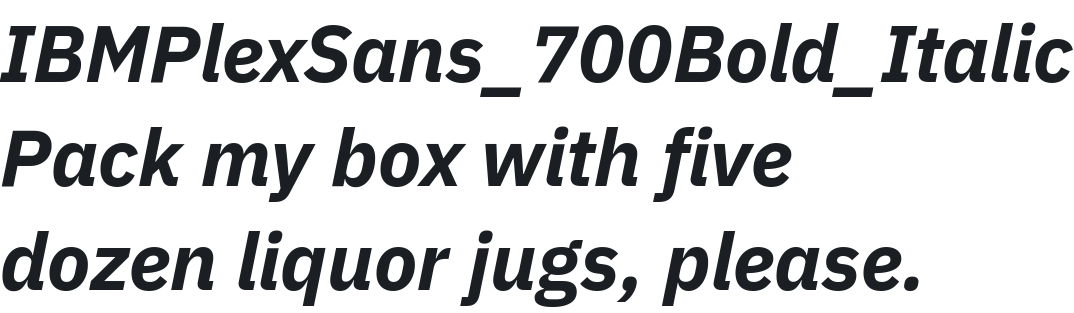 IBMPlexSans_700Bold_Italic
Pack my box with five
dozen liquor jugs, please.